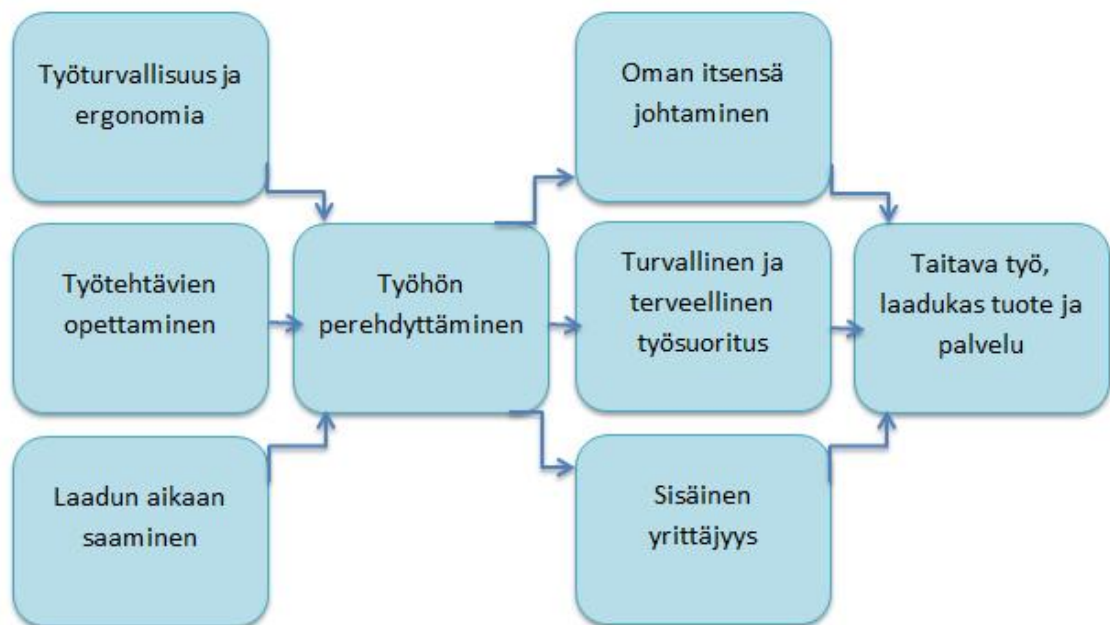 Työturvallisuus ja
ergonomia
Työtehtävien
opettaminen
Laadun aikaan
saaminen
Työhön
perehdyttäminen
Oman itsensä
johtaminen
Turvallinen ja
terveellinen
työsuoritus
Sisäinen
yrittäjyys
Taitava työ,
laadukas tuote ja
palvelu